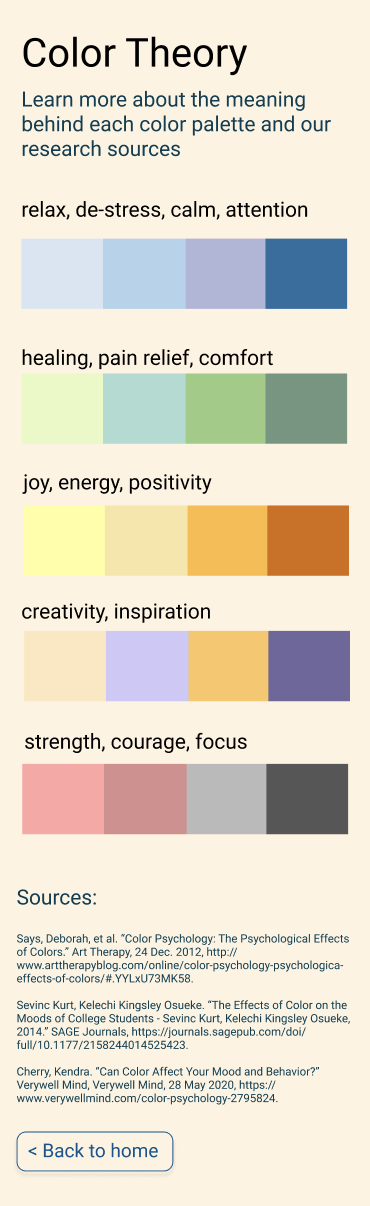 Color Theory
Learn more about the meaning
behind each color palette and our
research sources
relax, de-stress, calm, attention
healing, pain relief, comfort
joy, energy, positivity
creativity, inspiration
strength, courage, focus
Sources:
Says, Deborah, et al. “Color Psychology: The Psychological Effects
of Colors.” Art Therapy, 24 Dec. 2012, http://
www.arttherapyblog.com/online/color-psychology-psychologica-
effects-of-colors/#.YYLxU73MK58.
Sevinc Kurt, Kelechi Kingsley Osueke. “The Effects of Color on the
Moods of College Students - Sevinc Kurt, Kelechi Kingsley Osueke,
2014.” SAGE Journals, https://journals.sagepub.com/doi/
full/10.1177/2158244014525423.
Cherry, Kendra. “Can Color Affect Your Mood and Behavior?”
Verywell Mind, Verywell Mind, 28 May 2020, https://
www.verywellmind.com/color-psychology-2795824.
< Back to home